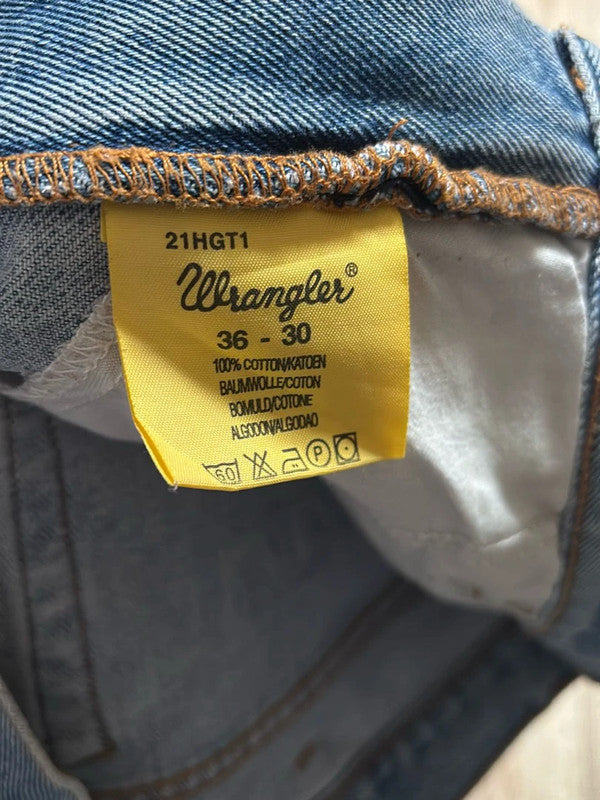 21HGT1
Wrangler®
36 - 30
100% COTTON/KATOEN
BAUMWOLLE/COTON
BOMULD/COTONE
ALGODON/ALGODAO
60 P